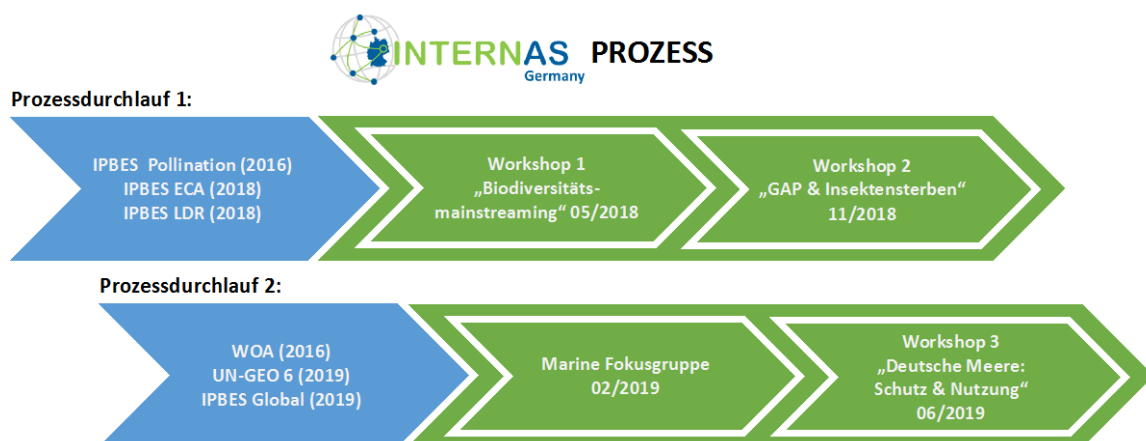 INTERNAS PROZESS
Germany
Prozessdurchlauf 1:
IPBES Pollination (2016)
IPBES ECA (2018)
IPBES LDR (2018)
Workshop 1
„Biodiversitäts-
mainstreaming“ 05/2018
Workshop 2
„GAP & Insektensterben“
11/2018
Prozessdurchlauf 2:
WOA (2016)
UN-GEO 6 (2019)
IPBES Global (2019)
Marine Fokusgruppe
02/2019
Workshop 3
„Deutsche Meere:
Schutz & Nutzung“
06/2019